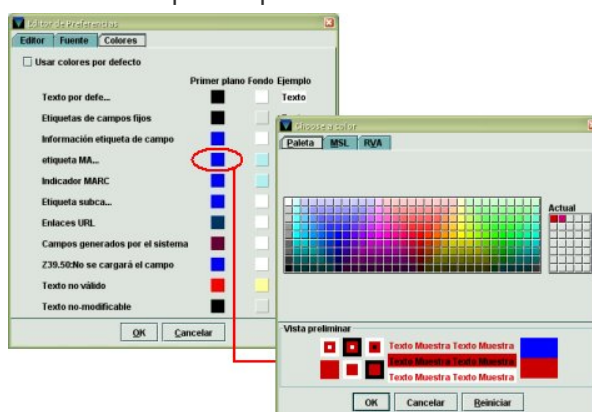 Editor de Preferencias
Editor Fuente Colores
Usar colores por defecto
Primer plano Fondo Ejemplo
Texto por defe... Texto
Etiquetas de campos fijos
Información etiqueta de campo
etiqueta MA...
Indicador MARC
Etiqueta subca...
Enlaces URL
Campos generados por el sistema
Z39.50:No se cargará el campo
Texto no válido
Texto no-modificable
OK Cancelar
Choose a color
Paleta MSL RVA
Actual
Vista preliminar
Texto Muestra Texto Muestra
Texto Muestra Texto Muestra
Texto Muestra Texto Muestra
OK Cancelar Reiniciar